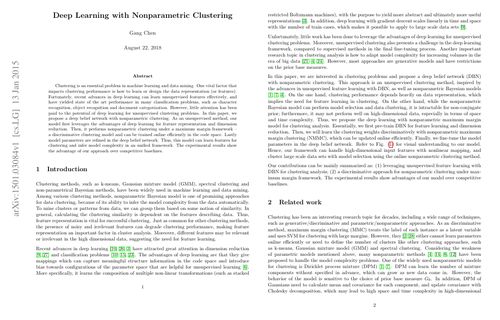 Deep Learning with Nonparametric Clustering
Gang Chen
August 22, 2018
Abstract
Clustering is an essential problem in machine learning and data mining. One vital factor that
impacts clustering performance is how to learn or design the data representation (or features).
Fortunately, recent advances in deep learning can learn unsupervised features effectively, and
have yielded state of the art performance in many classification problems, such as character
recognition, object recognition and document categorization. However, little attention has been
paid to the potential of deep learning for unsupervised clustering problems. In this paper, we
propose a deep belief network with nonparametric clustering. As an unsupervised method, our
model first leverages the advantages of deep learning for feature representation and dimension
reduction. Then, it performs nonparametric clustering under a maximum margin framework –
a discriminative clustering model and can be trained online efficiently in the code space. Lastly
model parameters are refined in the deep belief network. Thus, this model can learn features for
clustering and infer model complexity in an unified framework. The experimental results show
the advantage of our approach over competitive baselines.
1 Introduction
Clustering methods, such as k-means, Gaussian mixture model (GMM), spectral clustering and
non-parametric Bayesian methods, have been widely used in machine learning and data mining.
Among various clustering methods, nonparametric Bayesian model is one of promising approaches
for data clustering, because of its ability to infer the model complexity from the data automatically.
To mine clusters or patterns from data, we can group them based on some notion of similarity. In
general, calculating the clustering similarity is dependent on the features describing data. Thus,
feature representation is vital for successful clustering. Just as common for other clustering methods,
the presence of noisy and irrelevant features can degrade clustering performance, making feature
representation an important factor in cluster analysis. Moreover, different features may be relevant
or irrelevant in the high dimensional data, suggesting the need for feature learning.
Recent advances in deep learning
have attracted great attention in dimension reduction
and classification problems
The advantages of deep learning are that they give
mappings which can capture meaningful structure information in the code space and introduce
bias towards configurations of the parameter space that are helpful for unsupervised learning
More specifically, it learns the composition of multiple non-linear transformations (such as stacked
1
arXiv:1501.03084v1 [cs.LG] 13 Jan 2015
restricted Boltzmann machines), with the purpose to yield more abstract and ultimately more useful
representations
In addition, deep learning with gradient descent scales linearly in time and space
with the number of train cases, which makes it possible to apply to large scale data sets
Unfortunately, little work has been done to leverage the advantages of deep learning for unsupervised
clustering problems. Moreover, unsupervised clustering also presents a challenge in the deep learning
framework, compared to supervised methods in the final fine-tuning process. Another important
research topic in clustering analysis is how to adapt model complexity for increasing volumes in the
era of big data
However, most approaches are generative models and have restrictions
on the prior base measures.
In this paper, we are interested in clustering problems and propose a deep belief network (DBN)
with nonparametric clustering. This approach is an unsupervised clustering method, inspired by
the advances in unsupervised feature learning with DBN, as well as nonparametric Bayesian models
On the one hand, clustering performance depends heavily on data representation, which
implies the need for feature learning in clustering. On the other hand, while the nonparametric
Bayesian model can perform model selection and data clustering, it is intractable for non-conjugate
prior; furthermore, it may not perform well on high-dimensional data, especially in terms of space
and time complexity. Thus, we propose the deep learning with nonparametric maximum margin
model for clustering analysis. Essentially, we first pre-train DBN for feature learning and dimension
reduction. Then, we will learn the clustering weights discriminatively with nonparametric maximum
margin clustering (NMMC), which can be updated online efficiently. Finally, we fine-tune the model
parameters in the deep belief network. Refer to Fig.
for visual understanding to our model.
Hence, our framework can handle high-dimensional input features with nonlinear mapping, and
cluster large scale data sets with model selection using the online nonparametric clustering method.
Our contributions can be mainly summarized as: (1) leveraging unsupervised feature learning with
DBN for clustering analysis; (2) a discriminative approach for nonparametric clustering under maxi-
mum margin framework. The experimental results show advantages of our model over competitive
baselines.
2 Related work
Clustering has been an interesting research topic for decades, including a wide range of techniques,
such as generative/discriminative and parametric/nonparametric approaches. As an discriminative
method, maximum margin clustering (MMC) treats the label of each instance as a latent variable
and uses SVM for clustering with large margins. However, they
either cannot learn parameters
online efficiently or need to define the number of clusters like other clustering approaches, such
as k-means, Gaussian mixture model (GMM) and spectral clustering. Considering the weakness
of parametric models mentioned above, many nonparametric methods
have been
proposed to handle the model complexity problems. One of the widely used nonparametric models
for clustering is Dirichlet process mixture (DPM)
DPM can learn the number of mixture
components without specified in advance, which can grow as new data come in. However, the
behavior of the model is sensitive to the choice of prior base measure G₀. In addition, DPM of
Gaussians need to calculate mean and covariance for each component, and update covariance with
Cholesky decomposition, which may lead to high space and time complexity in high-dimensional
2